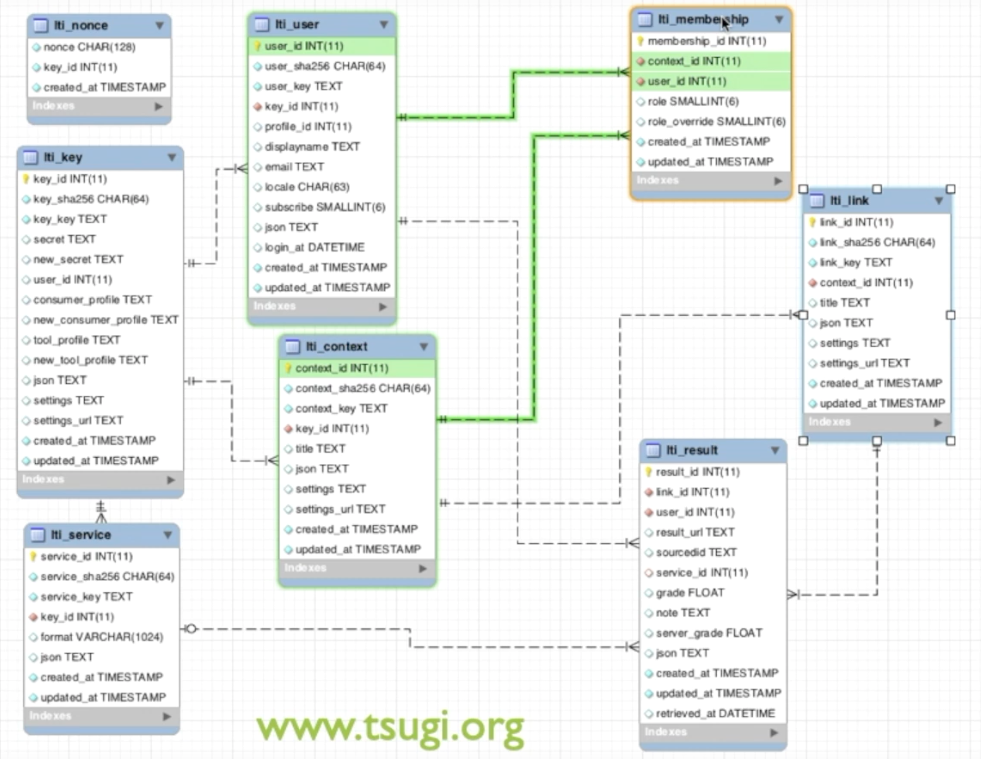 lti_nonce
nonce CHAR(128)
key_id INT(11)
created_at TIMESTAMP
Indexes
lti_key
key_id INT(11)
key_sha256 CHAR(64)
key_key TEXT
secret TEXT
new_secret TEXT
user_id INT(11)
consumer_profile TEXT
new_consumer_profile TEXT
tool_profile TEXT
new_tool_profile TEXT
json TEXT
settings TEXT
settings_url TEXT
created_at TIMESTAMP
updated_at TIMESTAMP
Indexes
lti_service
service_id INT(11)
service_sha256 CHAR(64)
service_key TEXT
key_id INT(11)
format VARCHAR(1024)
json TEXT
created_at TIMESTAMP
updated_at TIMESTAMP
Indexes
lti_user
user_id INT(11)
user_sha256 CHAR(64)
user_key TEXT
key_id INT(11)
profile_id INT(11)
displayname TEXT
email TEXT
locale CHAR(63)
subscribe SMALLINT(6)
json TEXT
login_at DATETIME
created_at TIMESTAMP
updated_at TIMESTAMP
Indexes
lti_context
context_id INT(11)
context_sha256 CHAR(64)
context_key TEXT
key_id INT(11)
title TEXT
json TEXT
settings TEXT
settings_url TEXT
created_at TIMESTAMP
updated_at TIMESTAMP
Indexes
lti_membership
membership_id INT(11)
context_id INT(11)
user_id INT(11)
role SMALLINT(6)
role_override SMALLINT(6)
created_at TIMESTAMP
updated_at TIMESTAMP
Indexes
lti_link
link_id INT(11)
link_sha256 CHAR(64)
link_key TEXT
context_id INT(11)
title TEXT
json TEXT
settings TEXT
settings_url TEXT
created_at TIMESTAMP
updated_at TIMESTAMP
Indexes
lti_result
result_id INT(11)
link_id INT(11)
user_id INT(11)
result_url TEXT
sourcedid TEXT
service_id INT(11)
grade FLOAT
note TEXT
server_grade FLOAT
json TEXT
created_at TIMESTAMP
updated_at TIMESTAMP
retrieved_at DATETIME
Indexes
www.tsugi.org